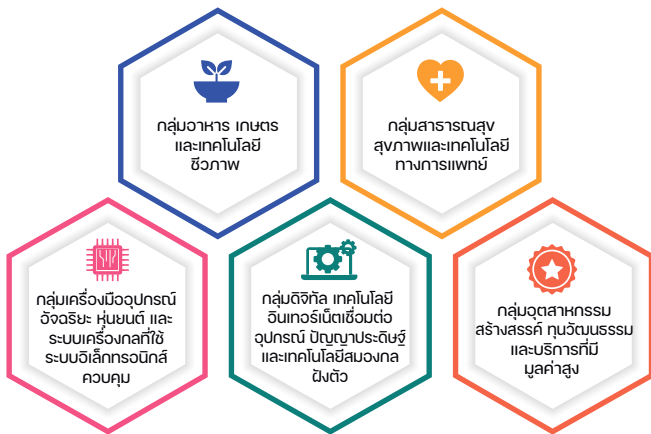 กลุ่มอาหาร เกษตร
และเทคโนโลยี
ชีวภาพ
กลุ่มสาธารณสุข
สุขภาพและเทคโนโลยี
ทางการแพทย์
กลุ่มเครื่องมืออุปกรณ์
อัจฉริยะ หุ่นยนต์ และ
ระบบเครื่องกลที่ใช้
ระบบอิเล็กทรอนิกส์
ควบคุม
กลุ่มดิจิทัล เทคโนโลยี
อินเทอร์เน็ตเชื่อมต่อ
อุปกรณ์ ปัญญาประดิษฐ์
และเทคโนโลยีสมองกล
ฝังตัว
กลุ่มอุตสาหกรรม
สร้างสรรค์ ทุนวัฒนธรรม
และบริการที่มี
มูลค่าสูง